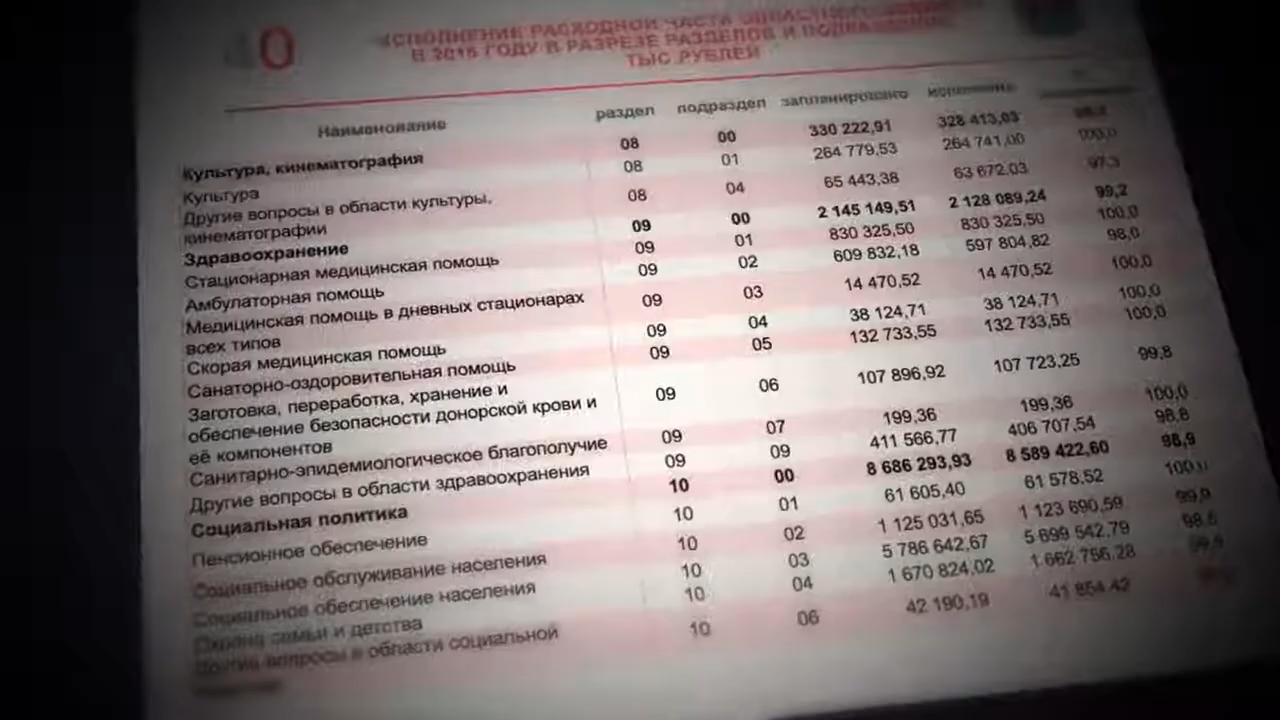 40
ИСПОЛНЕНИЕ РАСХОДНОЙ ЧАСТИ ОБЛАСТНОГО
В 2016 ГОДУ В РАЗРЕЗЕ РАЗДЕЛОВ И
ТЫС РУБЛЕЙ
Наименование раздел подраздел запланировано исполнено
Культура, кинематография 08 00 330 222,91 328 413,03
Культура 08 01 264 779,53 264 741,00 100,0
Другие вопросы в области культуры,
кинематографии 08 04 65 443,38 63 672,03 97,3
Здравоохранение 09 00 2 145 149,51 2 128 089,24 99,2
Стационарная медицинская помощь 09 01 830 325,50 830 325,50 100,0
Амбулаторная помощь 09 02 609 832,18 597 804,82 98,0
Медицинская помощь в дневных стационарах
всех типов 09 03 14 470,52 14 470,52 100,0
Скорая медицинская помощь 09 04 38 124,71 38 124,71 100,0
Санаторно-оздоровительная помощь 09 05 132 733,55 132 733,55 100,0
Заготовка, переработка, хранение и
обеспечение безопасности донорской крови и
её компонентов 09 06 107 896,92 107 723,25 99,8
Санитарно-эпидемиологическое благополучие 09 07 199,36 199,36 100,0
Другие вопросы в области здравоохранения 09 09 411 566,77 406 707,54 98,8
Социальная политика 10 00 8 686 293,93 8 589 422,60 98,9
Пенсионное обеспечение 10 01 61 605,40 61 578,52 100,0
Социальное обслуживание населения 10 02 1 125 031,65 1 123 690,59 99,9
Социальное обеспечение населения 10 03 5 786 642,67 5 699 542,79 98,5
Охрана семьи и детства 10 04 1 670 824,02 1 662 756,28
Другие вопросы в области социальной 10 06 42 190,19 41 854,42